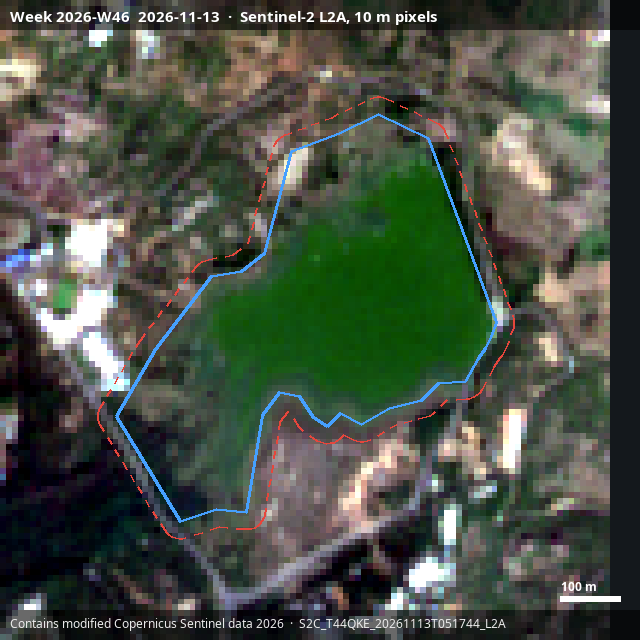 Week 2026-W46 2026-11-13 · Sentinel-2 L2A, 10 m pixels
100 m
Contains modified Copernicus Sentinel data 2026 · S2C_T44QKE_20261113T051744_L2A